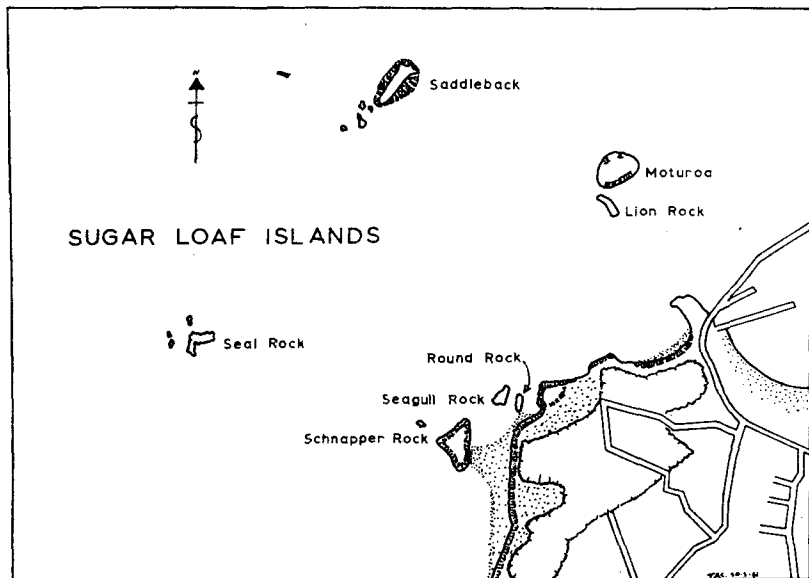 N
Saddleback
Moturoa
Lion Rock
SUGAR LOAF ISLANDS
Seal Rock
Round Rock
Seagull Rock
Schnapper Rock